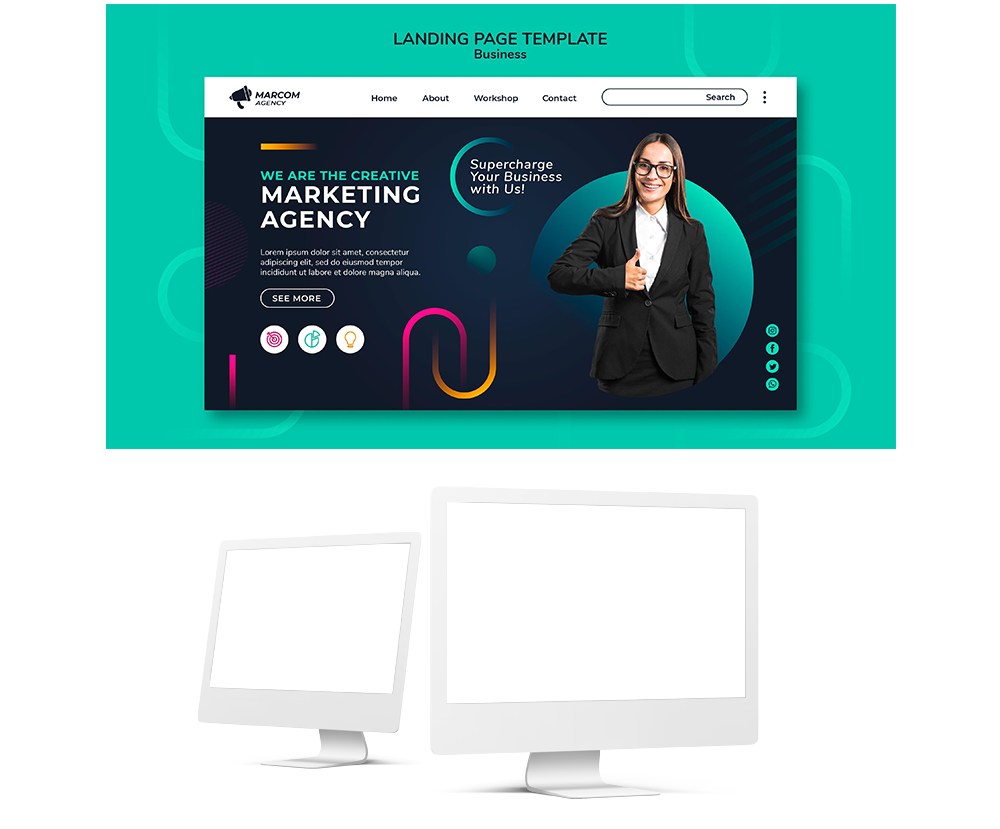 LANDING PAGE TEMPLATE
Business
MARCOM
AGENCY
Home About Workshop Contact Search
WE ARE THE CREATIVE
MARKETING
AGENCY
Supercharge
Your Business
with Us!
Lorem ipsum dolor sit amet, consectetur
adipiscing elit, sed do eiusmod tempor
incididunt ut labore et dolore magna aliqua.
SEE MORE